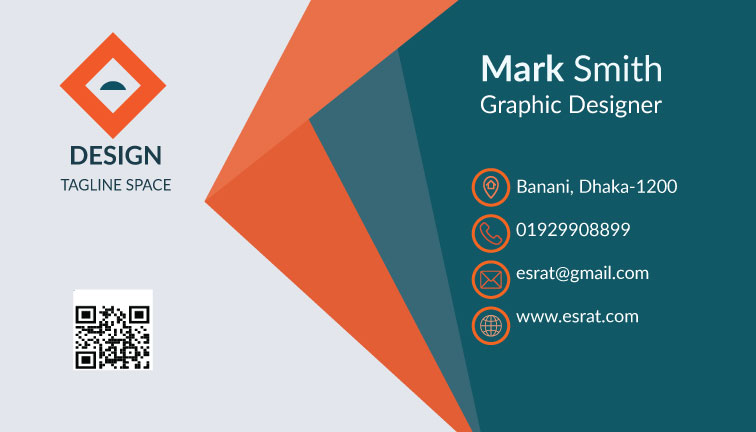 DESIGN
TAGLINE SPACE
Mark Smith
Graphic Designer
Banani, Dhaka-1200
01929908899
esrat@gmail.com
www.esrat.com